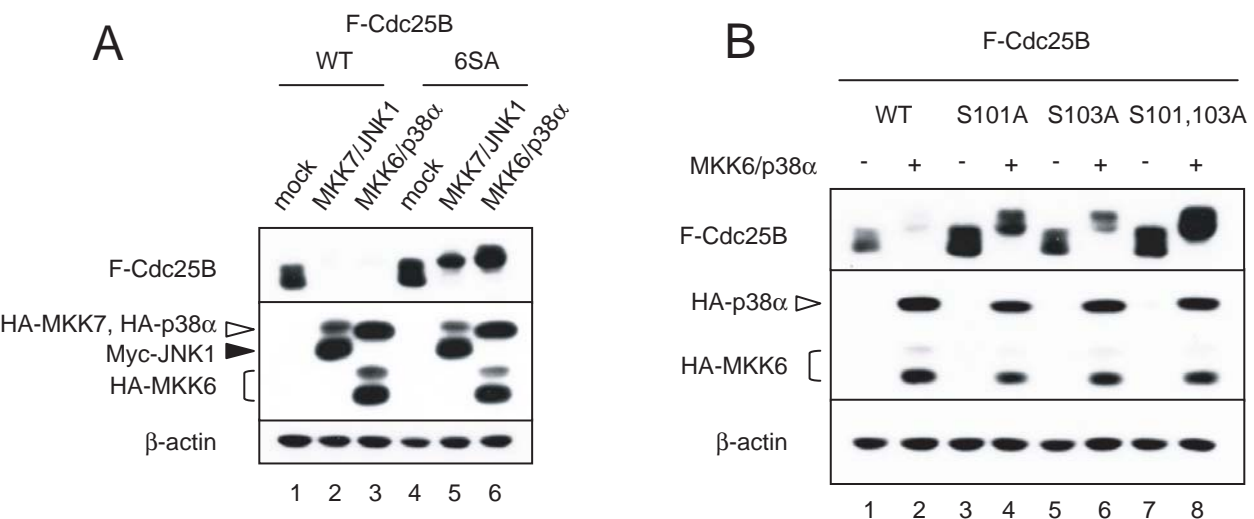 A
F-Cdc25B
WT 6SA
mock MKK7/JNK1 MKK6/p38α mock MKK7/JNK1 MKK6/p38α
F-Cdc25B
HA-MKK7, HA-p38α
Myc-JNK1
HA-MKK6
β-actin
1 2 3 4 5 6
B
F-Cdc25B
WT S101A S103A S101,103A
MKK6/p38α - + - + - + - +
F-Cdc25B
HA-p38α
HA-MKK6
β-actin
1 2 3 4 5 6 7 8